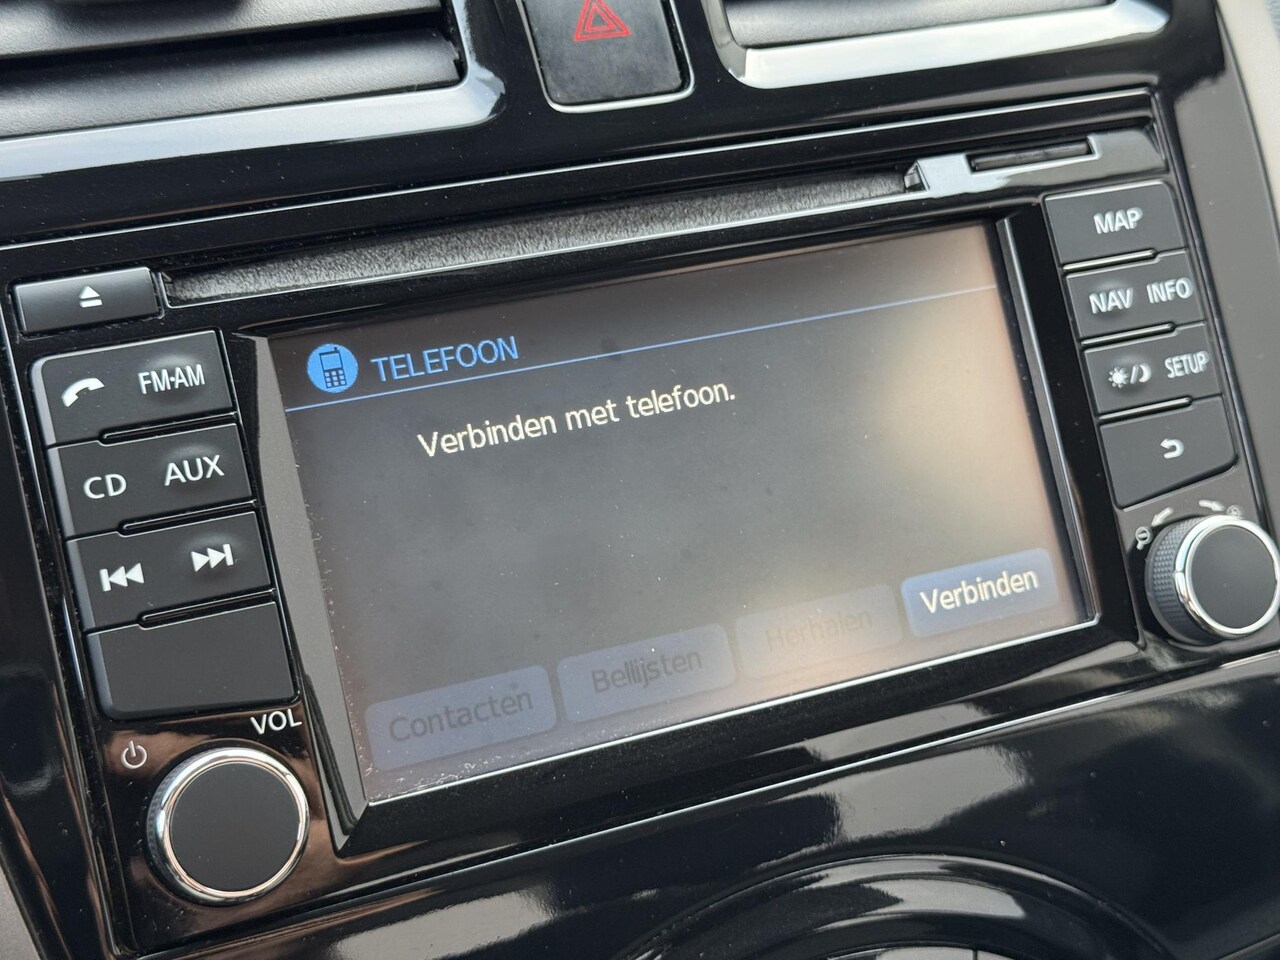 MAP
NAV INFO
SETUP
FM·AM
CD AUX
VOL
TELEFOON
Verbinden met telefoon.
Contacten Bellijsten Herhalen Verbinden